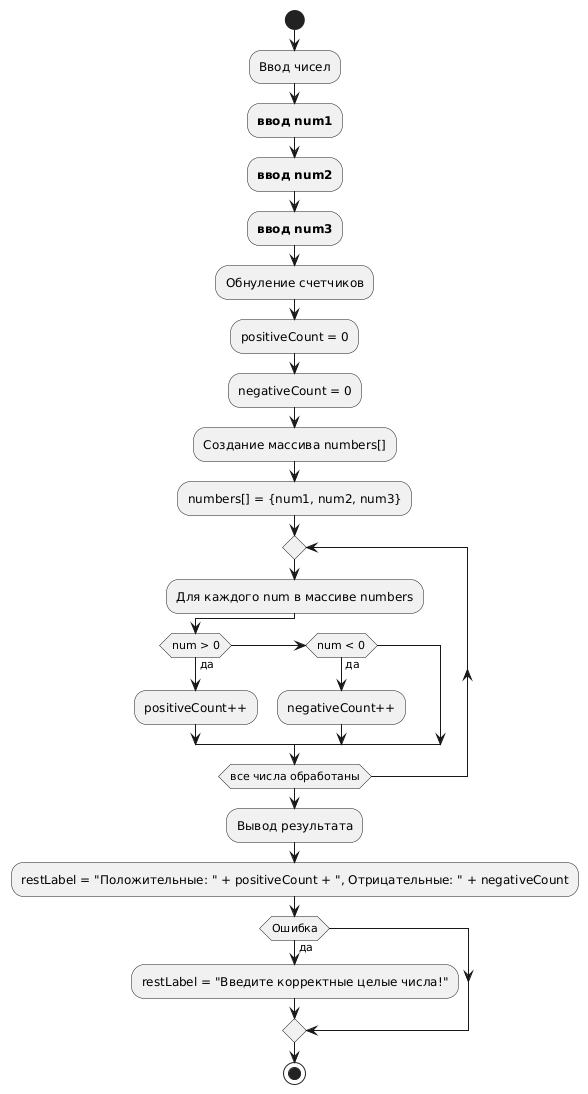 Ввод чисел
ввод num1
ввод num2
ввод num3
Обнуление счетчиков
positiveCount = 0
negativeCount = 0
Создание массива numbers[]
numbers[] = {num1, num2, num3}
Для каждого num в массиве numbers
num > 0
num < 0
да
да
positiveCount++
negativeCount++
все числа обработаны
Вывод результата
restLabel = "Положительные: " + positiveCount + ", Отрицательные: " + negativeCount
Ошибка
да
restLabel = "Введите корректные целые числа!"